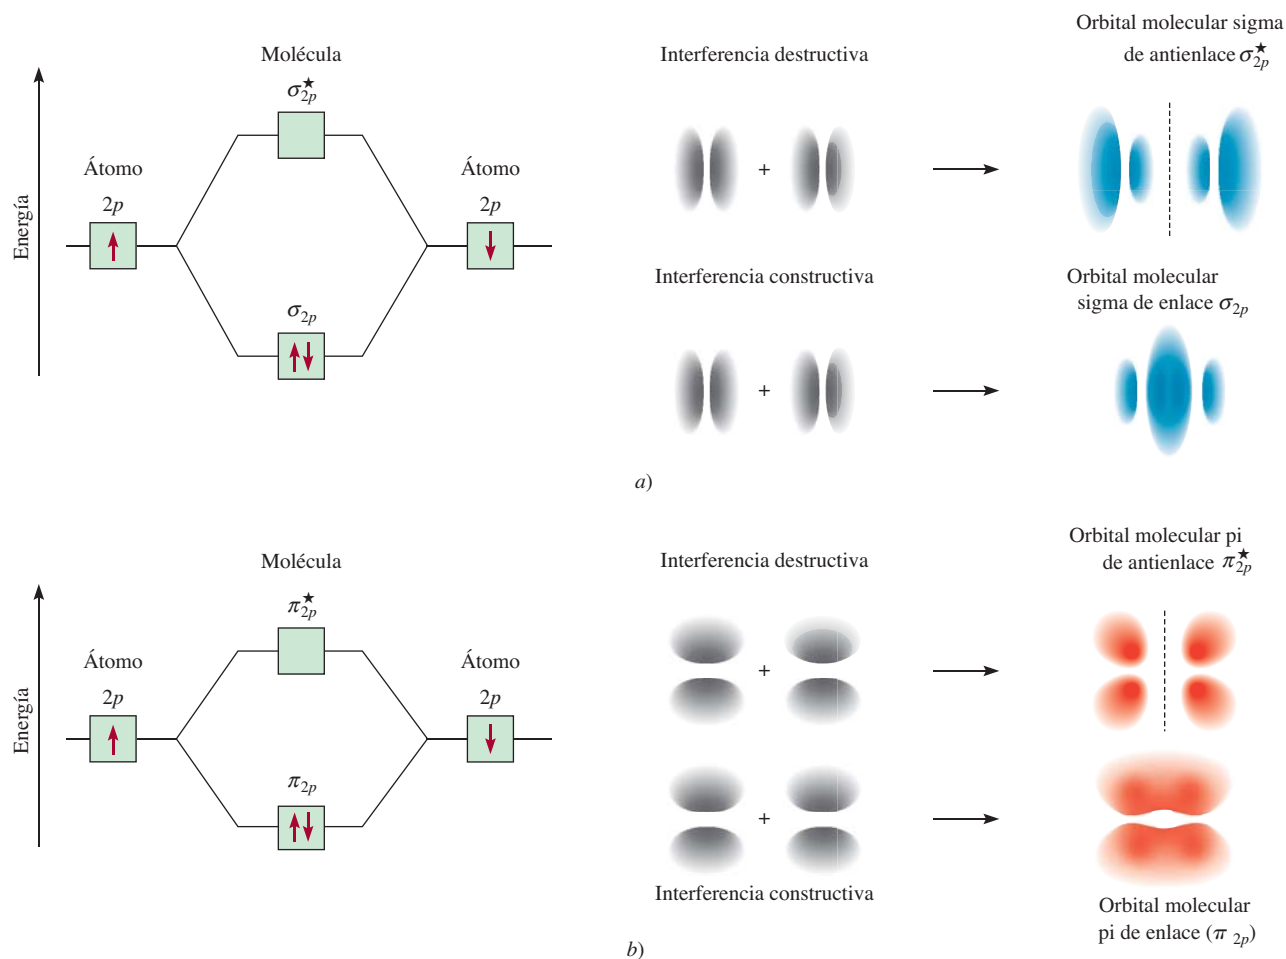 Molécula
σ★2p
Átomo
2p
Átomo
2p
Energía
σ2p
Interferencia destructiva
+
Orbital molecular sigma
de antienlace σ★2p
Interferencia constructiva
+
Orbital molecular
sigma de enlace σ2p
a)
Molécula
π★2p
Átomo
2p
Átomo
2p
Energía
π2p
Interferencia destructiva
+
Orbital molecular pi
de antienlace π★2p
+
Interferencia constructiva
Orbital molecular
pi de enlace (π 2p)
b)